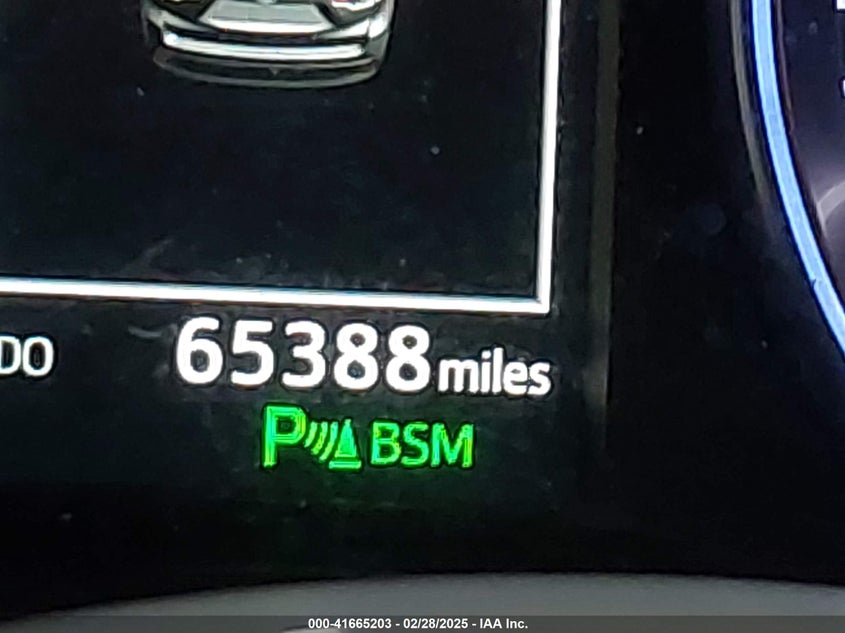 DO 65388 miles
P BSM
000-41665203 - 02/28/2025 - IAA Inc.